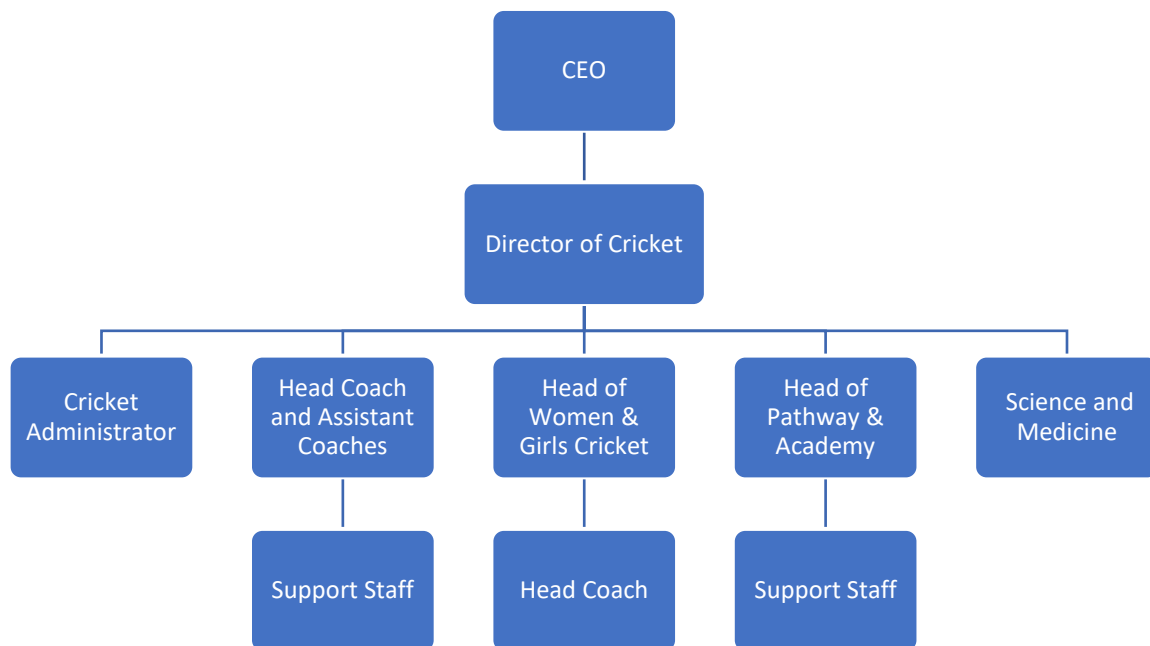 CEO
Director of Cricket
Cricket
Administrator
Head Coach
and Assistant
Coaches
Head of
Women &
Girls Cricket
Head of
Pathway &
Academy
Science and
Medicine
Support Staff
Head Coach
Support Staff